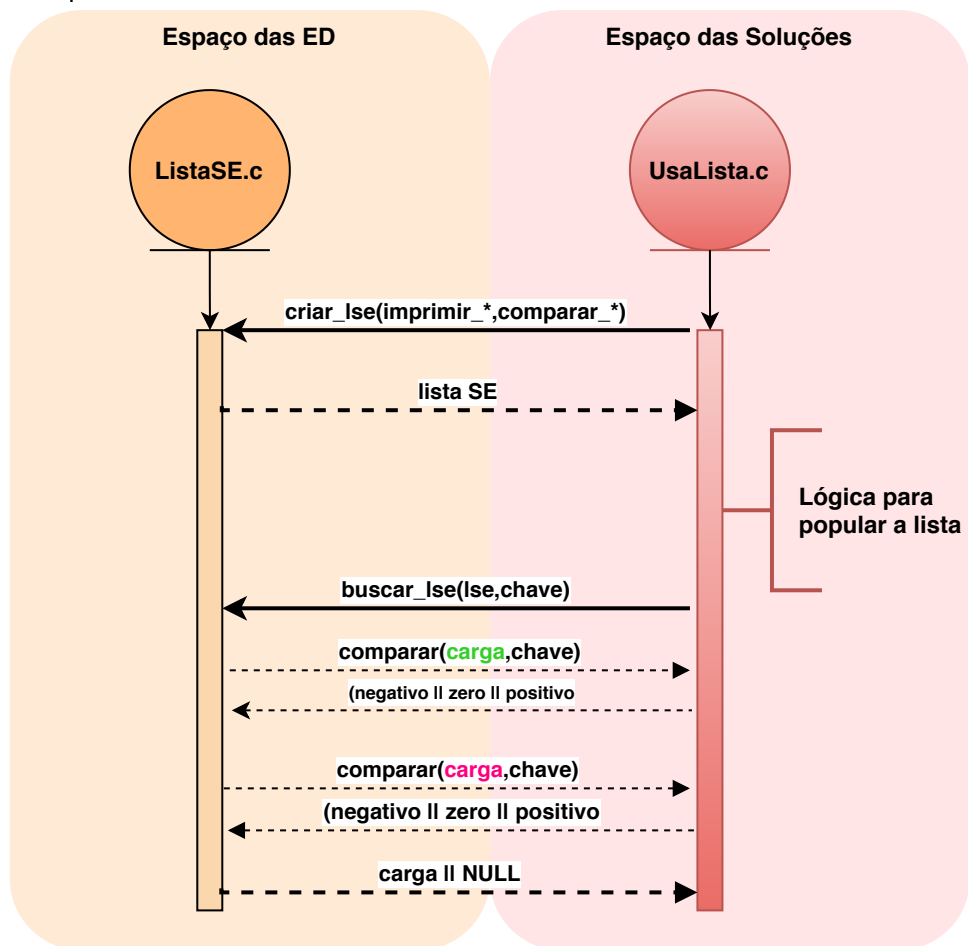 Espaço das ED
Espaço das Soluções
ListaSE.c
UsaLista.c
criar_lse(imprimir_*,comparar_*)
lista SE
Lógica para
popular a lista
buscar_lse(lse,chave)
comparar(carga,chave)
(negativo || zero || positivo
comparar(carga,chave)
(negativo || zero || positivo
carga || NULL